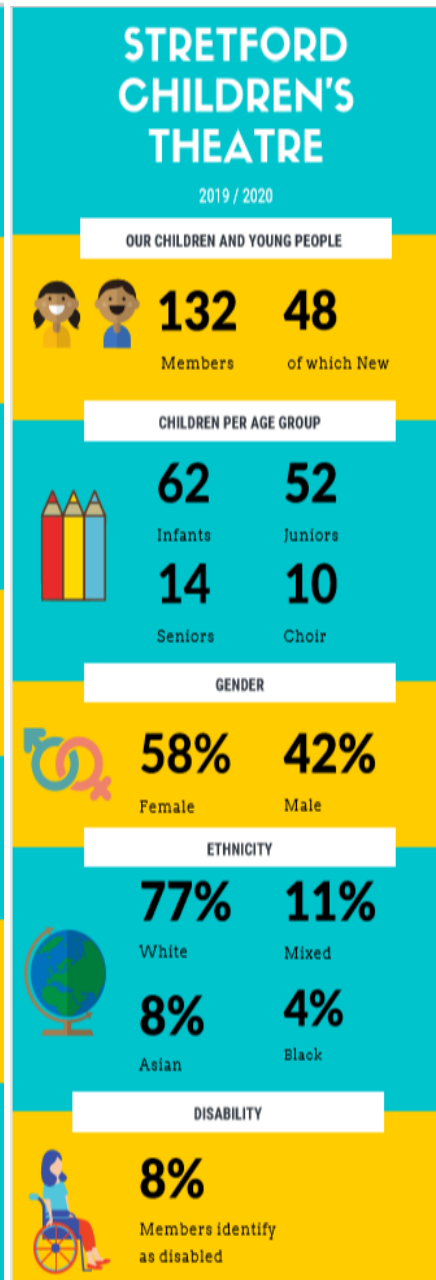 STRETFORD
CHILDREN'S
THEATRE
2019 / 2020
OUR CHILDREN AND YOUNG PEOPLE
132 48
Members of which New
CHILDREN PER AGE GROUP
62 52
Infants Juniors
14 10
Seniors Choir
GENDER
58% 42%
Female Male
ETHNICITY
77% 11%
White Mixed
8% 4%
Asian Black
DISABILITY
8%
Members identify
as disabled